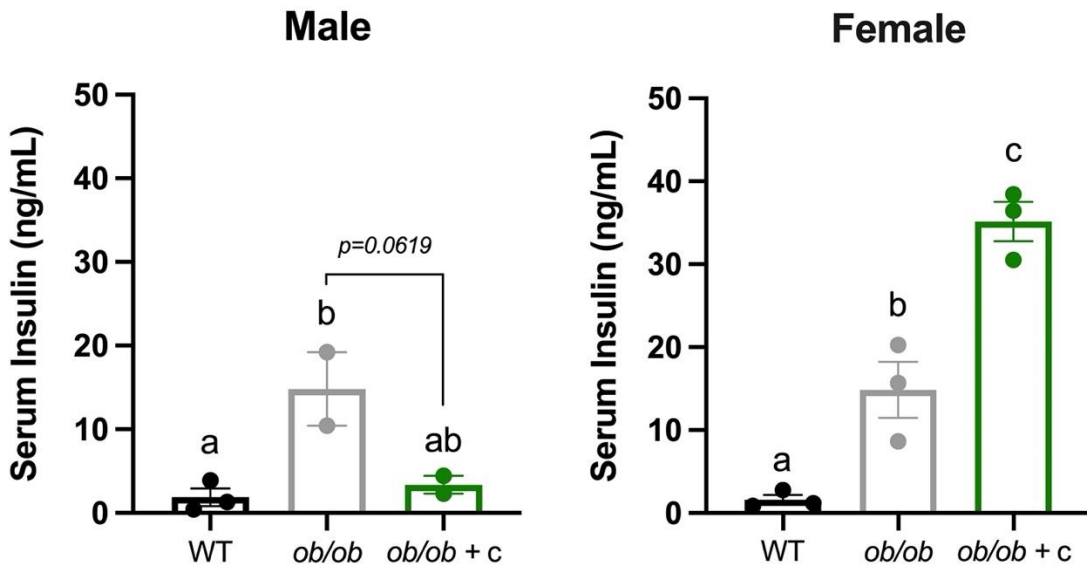 Male
Serum Insulin (ng/mL)
50
40
30
20
10
0
p=0.0619
a
b
ab
WT
ob/ob
ob/ob + c
Female
Serum Insulin (ng/mL)
50
40
30
20
10
0
a
b
c
WT
ob/ob
ob/ob + c